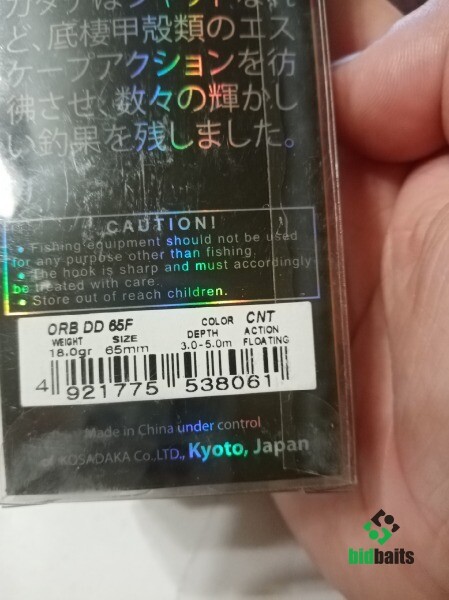 ど、底棲甲殻類のエス
ケープアクションを彷
彿させ、数々の輝かし
い釣果を残しました。
CAUTION!
● Fishing equipment should not be used
for any purpose other than fishing.
● The hook is sharp and must accordingly
be treated with care.
● Store out of reach children.
ORB DD 65F COLOR CNT
WEIGHT SIZE DEPTH ACTION
18.0gr 65mm 3.0-5.0m FLOATING
4 921775 538061
Made in China under control
of KOSADAKA Co.,LTD., Kyoto, Japan
bidbaits